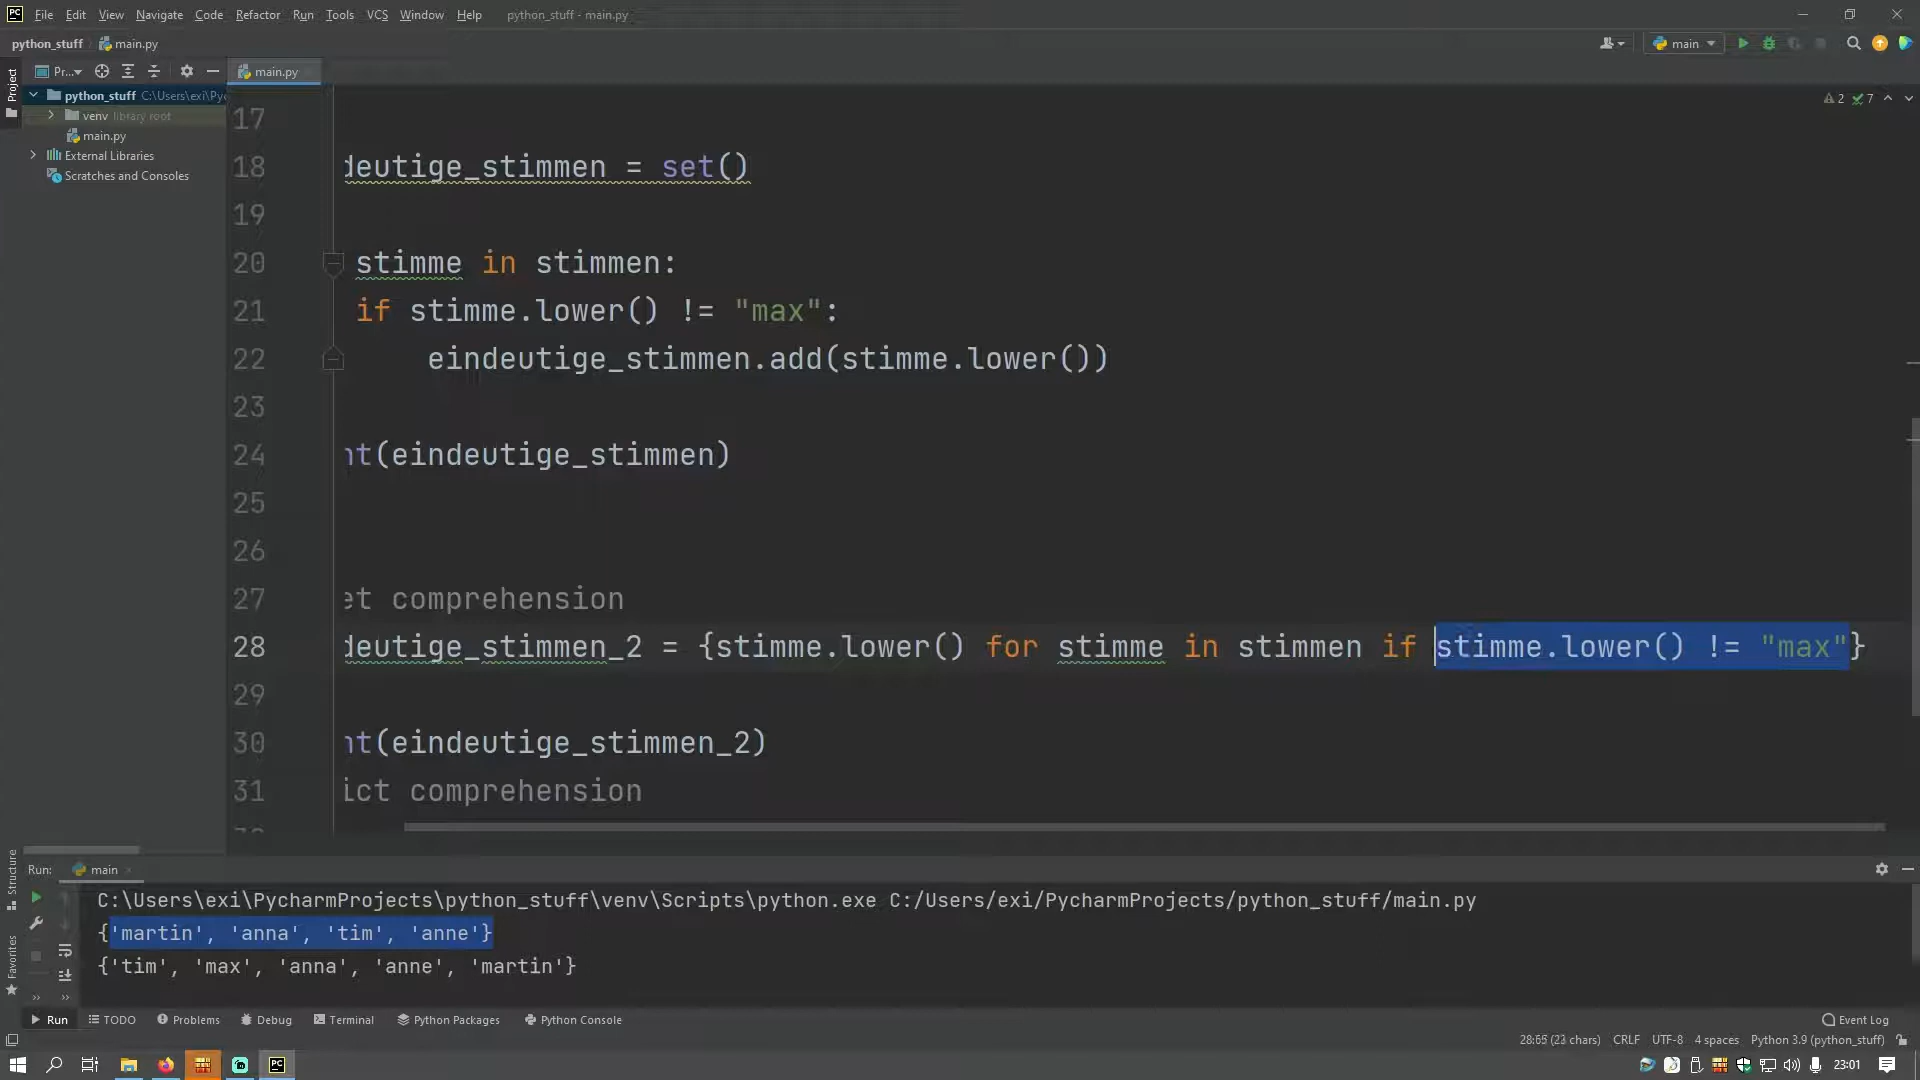 File Edit View Navigate Code Refactor Run Tools VCS Window Help python_stuff - main.py
python_stuff main.py main
Project Pr... main.py
python_stuff C:\Users\exi\Pyc
venv library root
main.py
External Libraries
Scratches and Consoles
2 7
17
18 deutige_stimmen = set()
19
20 stimme in stimmen:
21 if stimme.lower() != "max":
22 eindeutige_stimmen.add(stimme.lower())
23
24 nt(eindeutige_stimmen)
25
26
27 et comprehension
28 deutige_stimmen_2 = {stimme.lower() for stimme in stimmen if stimme.lower() != "max"}
29
30 nt(eindeutige_stimmen_2)
31 ict comprehension
Structure
Favorites
Run: main
C:\Users\exi\PycharmProjects\python_stuff\venv\Scripts\python.exe C:/Users/exi/PycharmProjects/python_stuff/main.py
{'martin', 'anna', 'tim', 'anne'}
{'tim', 'max', 'anna', 'anne', 'martin'}
Run TODO Problems Debug Terminal Python Packages Python Console Event Log
28:65 (23 chars) CRLF UTF-8 4 spaces Python 3.9 (python_stuff)
23:01